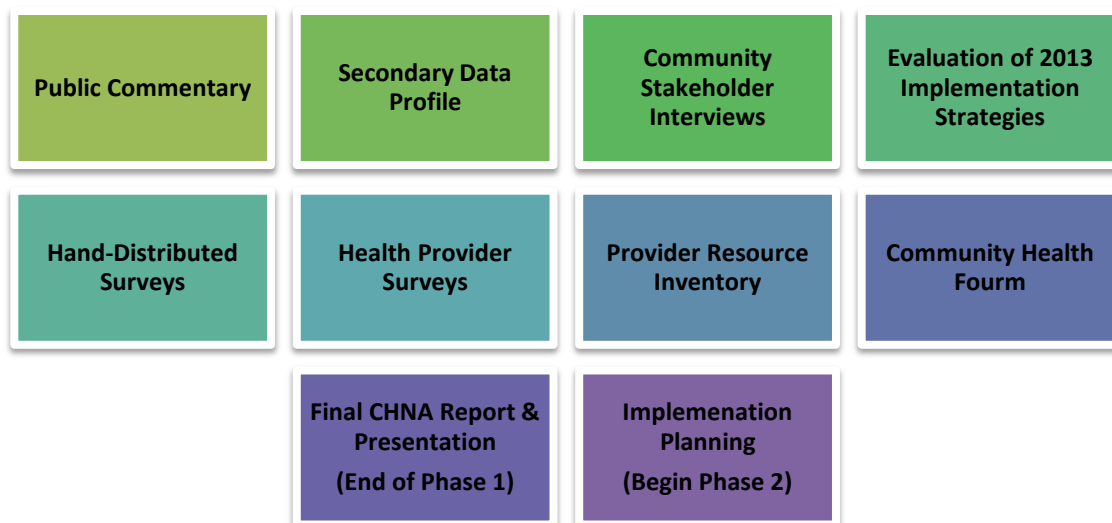 Public Commentary
Secondary Data
Profile
Community
Stakeholder
Interviews
Evaluation of 2013
Implementation
Strategies
Hand-Distributed
Surveys
Health Provider
Surveys
Provider Resource
Inventory
Community Health
Fourm
Final CHNA Report &
Presentation
(End of Phase 1)
Implemenation
Planning
(Begin Phase 2)